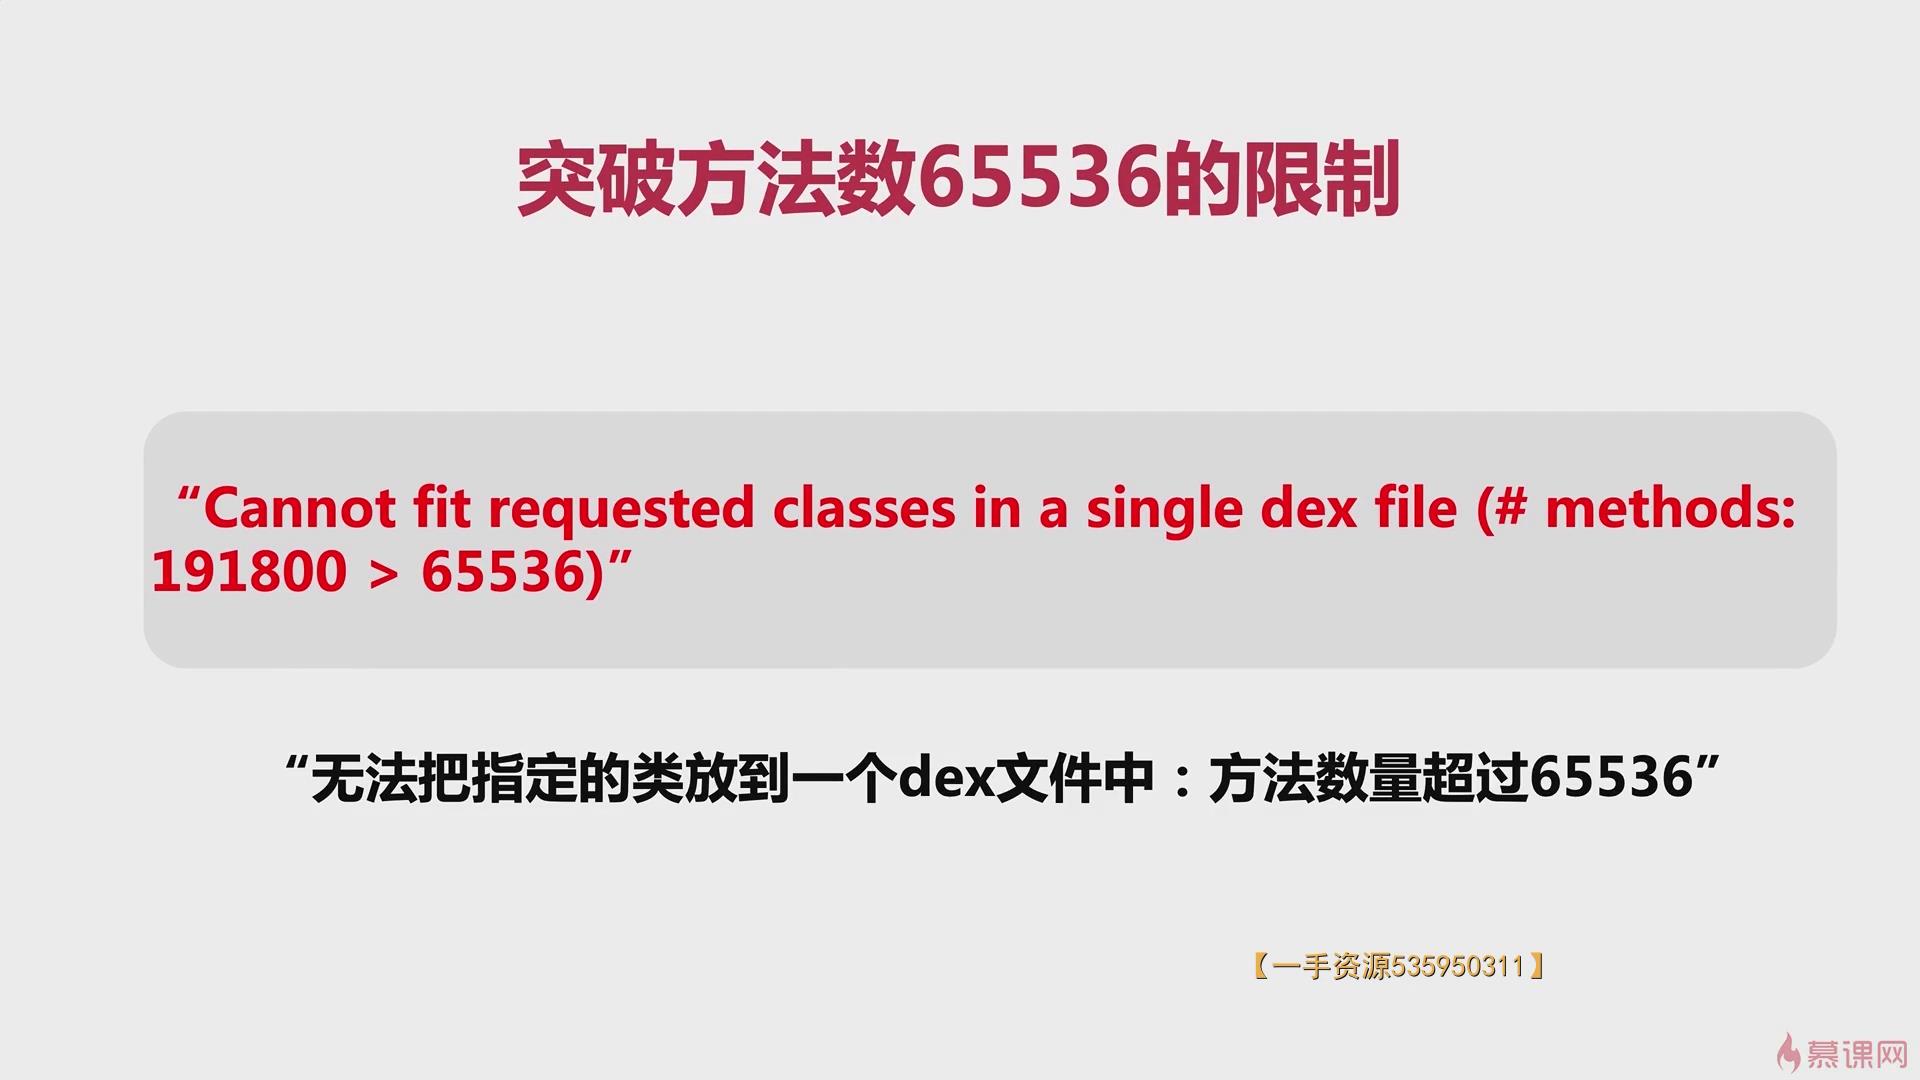 突破方法数65536的限制
“Cannot fit requested classes in a single dex file (# methods:
191800 > 65536)”
“无法把指定的类放到一个dex文件中：方法数量超过65536”
【一手资源535950311】
慕课网